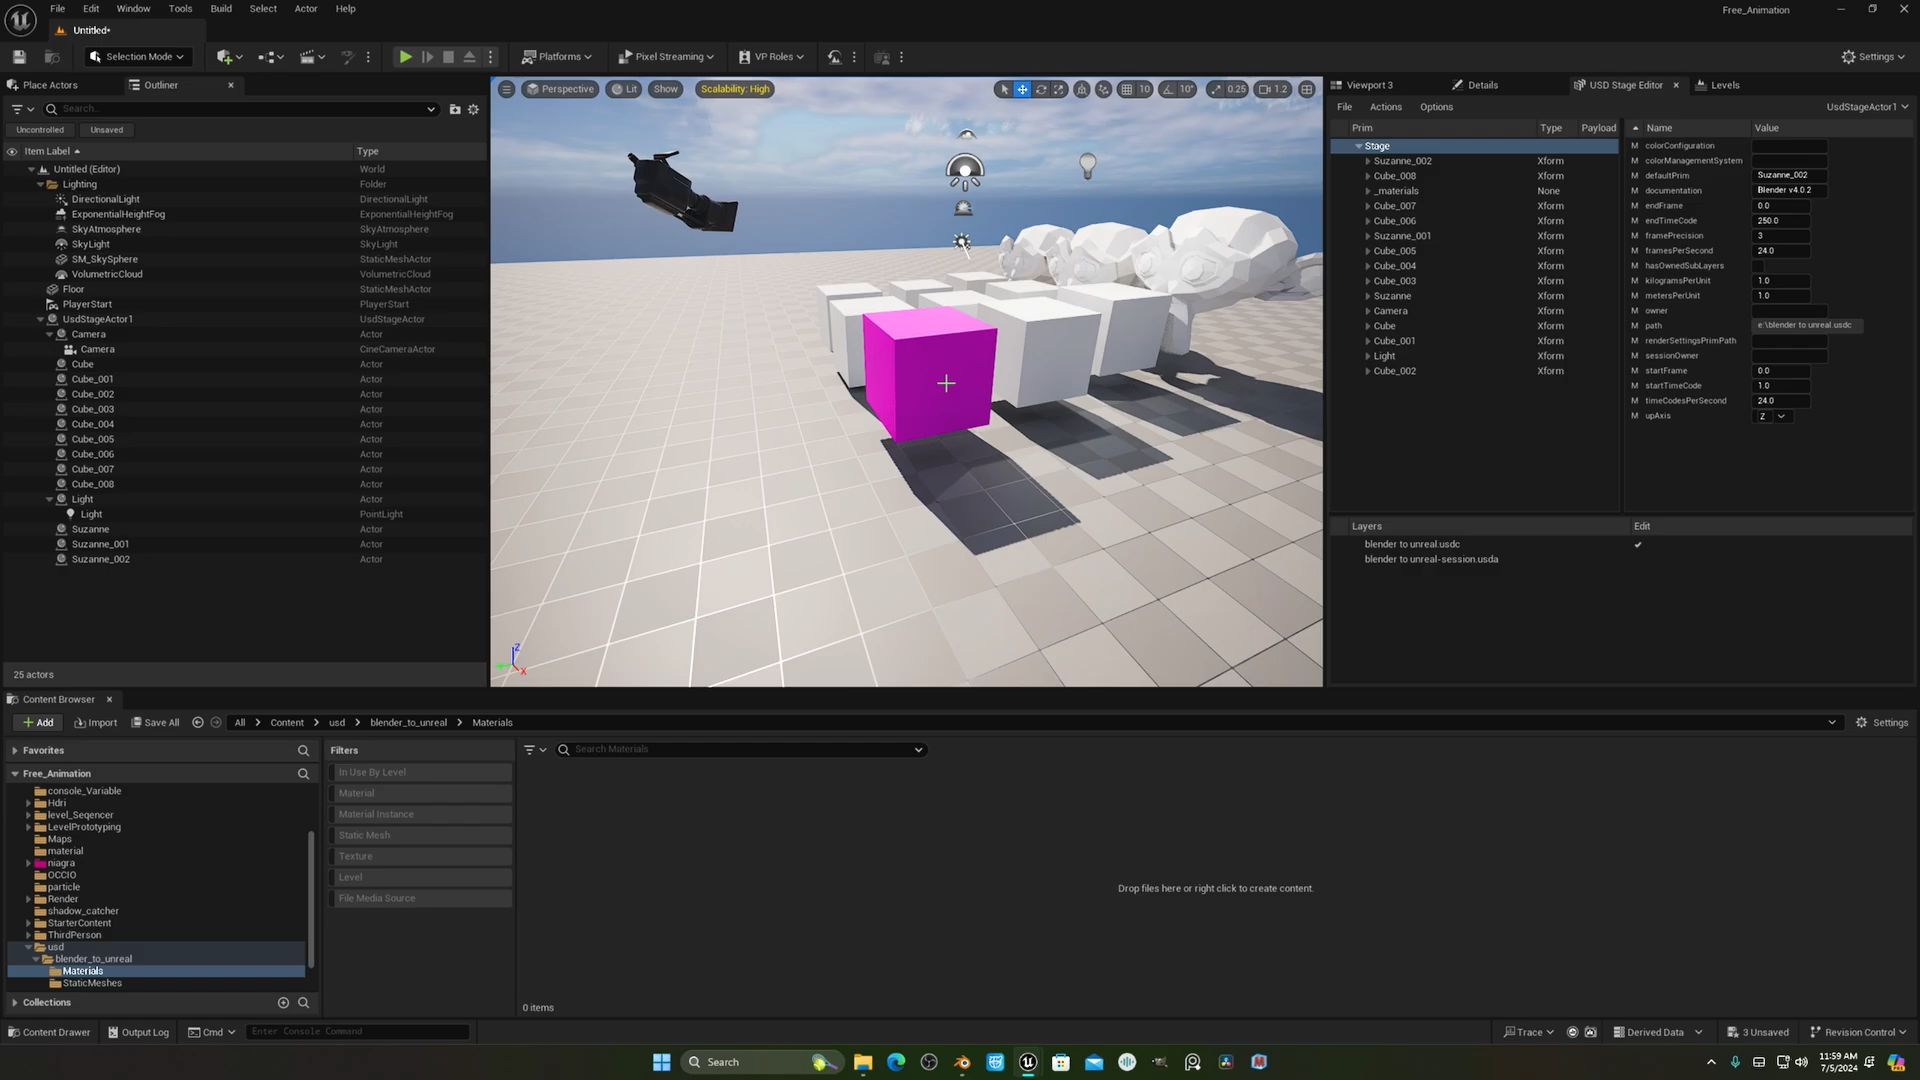 File Edit Window Tools Build Select Actor Help
Free_Animation
Untitled*
Selection Mode
Platforms
Pixel Streaming
VP Roles
Settings
Place Actors
Outliner
Search...
Uncontrolled
Unsaved
Item Label Type
Untitled (Editor) World
Lighting Folder
DirectionalLight DirectionalLight
ExponentialHeightFog ExponentialHeightFog
SkyAtmosphere SkyAtmosphere
SkyLight SkyLight
SM_SkySphere StaticMeshActor
VolumetricCloud VolumetricCloud
Floor StaticMeshActor
PlayerStart PlayerStart
UsdStageActor1 UsdStageActor
Camera Actor
Camera CineCameraActor
Cube Actor
Cube_001 Actor
Cube_002 Actor
Cube_003 Actor
Cube_004 Actor
Cube_005 Actor
Cube_006 Actor
Cube_007 Actor
Cube_008 Actor
Light Actor
Light PointLight
Suzanne Actor
Suzanne_001 Actor
Suzanne_002 Actor
25 actors
Perspective Lit Show Scalability: High
10 10° 0.25 1.2
Z
X
Viewport 3 Details USD Stage Editor Levels
File Actions Options UsdStageActor1
Prim Type Payload
Stage
Suzanne_002 Xform
Cube_008 Xform
_materials None
Cube_007 Xform
Cube_006 Xform
Suzanne_001 Xform
Cube_005 Xform
Cube_004 Xform
Cube_003 Xform
Suzanne Xform
Camera Xform
Cube Xform
Cube_001 Xform
Light Xform
Cube_002 Xform
Name Value
M colorConfiguration
M colorManagementSystem
M defaultPrim Suzanne_002
M documentation Blender v4.0.2
M endFrame 0.0
M endTimeCode 250.0
M framePrecision 3
M framesPerSecond 24.0
M hasOwnedSubLayers
M kilogramsPerUnit 1.0
M metersPerUnit 1.0
M owner
M path e:\blender to unreal.usdc
M renderSettingsPrimPath
M sessionOwner
M startFrame 0.0
M startTimeCode 1.0
M timeCodesPerSecond 24.0
M upAxis Z
Layers Edit
blender to unreal.usdc
blender to unreal-session.usda
Content Browser
Add Import Save All All Content usd blender_to_unreal Materials Settings
Favorites
Free_Animation
console_Variable
Hdri
level_Seqencer
LevelPrototyping
Maps
material
niagra
OCCIO
particle
Render
shadow_catcher
StarterContent
ThirdPerson
usd
blender_to_unreal
Materials
StaticMeshes
Collections
Filters
In Use By Level
Material
Material Instance
Static Mesh
Texture
Level
File Media Source
Search Materials
Drop files here or right click to create content.
0 items
Content Drawer Output Log Cmd Enter Console Command Trace Derived Data 3 Unsaved Revision Control
Search
11:59 AM
7/5/2024